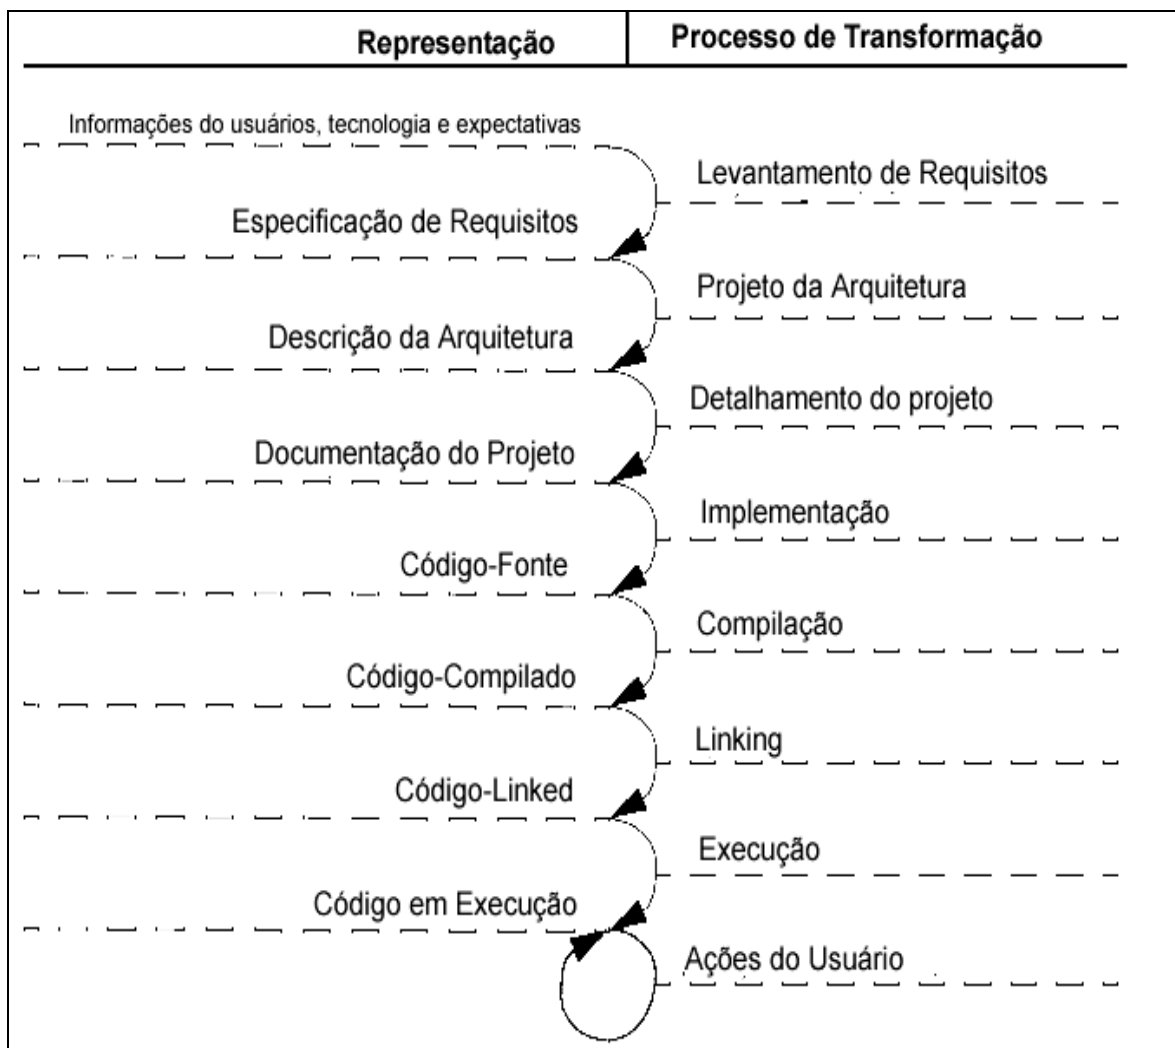 Representação
Processo de Transformação
Informações do usuários, tecnologia e expectativas
Levantamento de Requisitos
Especificação de Requisitos
Projeto da Arquitetura
Descrição da Arquitetura
Detalhamento do projeto
Documentação do Projeto
Implementação
Código-Fonte
Compilação
Código-Compilado
Linking
Código-Linked
Execução
Código em Execução
Ações do Usuário